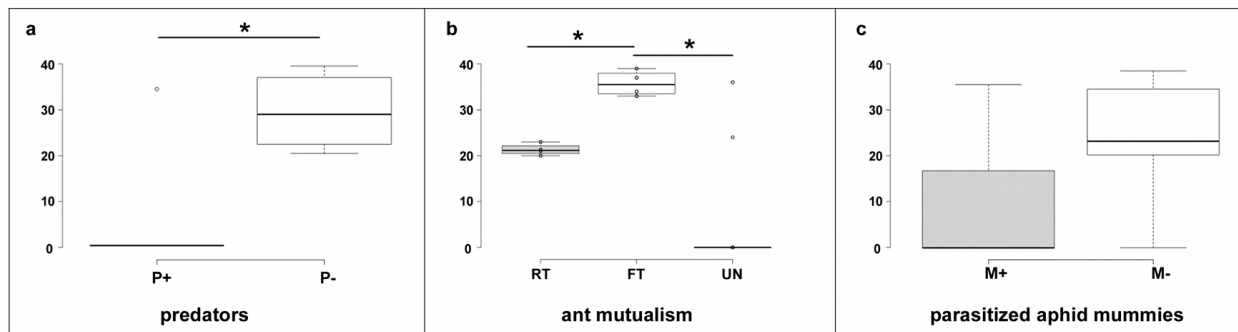 a
*
40
30
20
10
0
P+ P-
predators
b
* *
40
30
20
10
0
RT FT UN
ant mutualism
c
40
30
20
10
0
M+ M-
parasitized aphid mummies